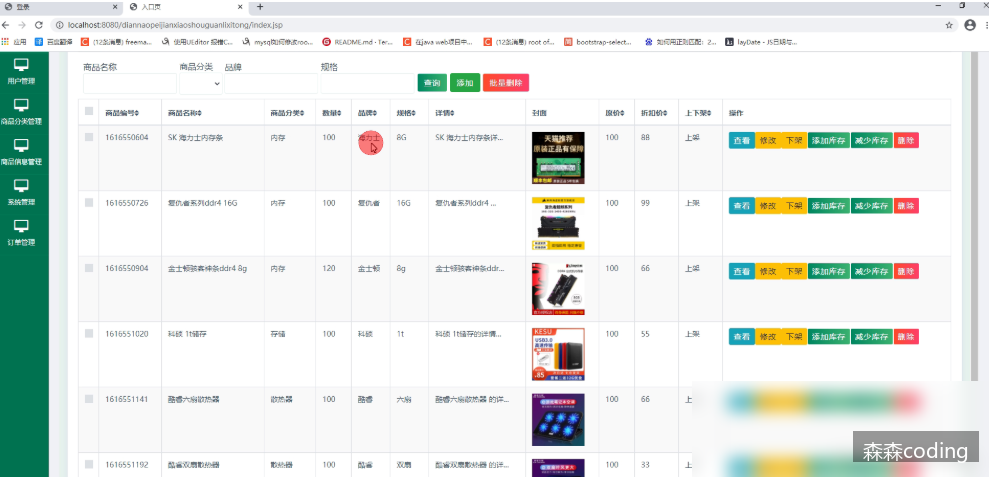 登录
入口页
localhost:8080/diannaopeijianxiaoshouguanlixitong/index.jsp
应用 百度翻译 (12条消息) freema... 使用UEditor 报错C... mysql如何修改roo... README.md · Ter... 在java web项目中... (12条消息) root of... bootstrap-select... 如何用正则匹配：2... layDate - JS日期与...
用户管理
商品分类管理
商品信息管理
系统管理
订单管理
商品名称 商品分类 品牌 规格
查询 添加 批量删除
商品编号 商品名称 商品分类 数量 品牌 规格 详情 封面 原价 折扣价 上下架 操作
1616550604 SK 海力士内存条 内存 100 海力士 8G SK 海力士内存条详... 100 88 上架 查看 修改 下架 添加库存 减少库存 删除
天猫推荐
原装正品有保障
1616550726 复仇者系列ddr4 16G 内存 100 复仇者 16G 复仇者系列ddr4 ... 100 99 上架 查看 修改 下架 添加库存 减少库存 删除
1616550904 金士顿骇客神条ddr4 8g 内存 120 金士顿 8g 金士顿骇客神条ddr... 100 66 上架 查看 修改 下架 添加库存 减少库存 删除
1616551020 科硕 1t储存 存储 100 科硕 1t 科硕 1t储存的详情... 100 55 上架 查看 修改 下架 添加库存 减少库存 删除
KESU
USB3.0
.85
1616551141 酷睿六扇散热器 散热器 100 酷睿 六扇 酷睿六扇散热器 的详... 100 66 上
1616551192 酷睿双扇散热器 散热器 100 酷睿 双扇 酷睿双扇散热器 的详... 100 33 上
森森coding